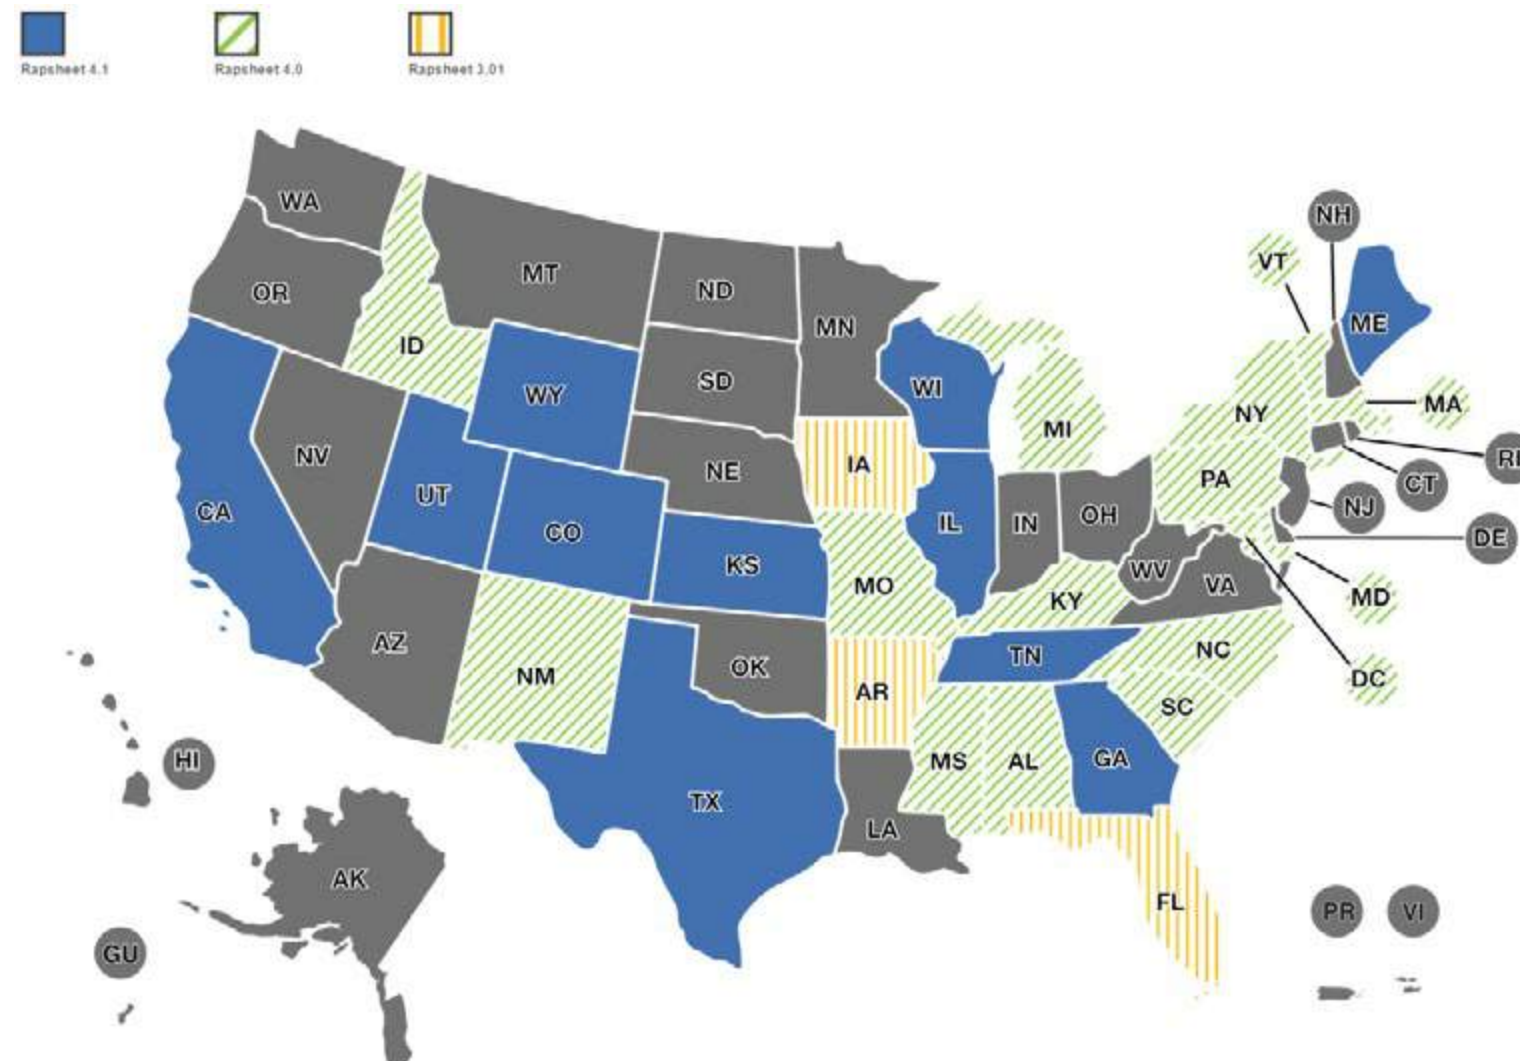 Rapsheet 4.1
Rapsheet 4.0
Rapsheet 3.01
WA
OR
ID
MT
ND
MN
SD
WY
WI
MI
VT
NH
ME
MA
NY
RI
CT
NJ
PA
DE
MD
DC
NV
CA
UT
CO
NE
IA
IL
IN
OH
WV
VA
KS
MO
KY
AZ
NM
OK
AR
TN
NC
SC
MS
AL
GA
TX
LA
FL
HI
AK
GU
PR
VI